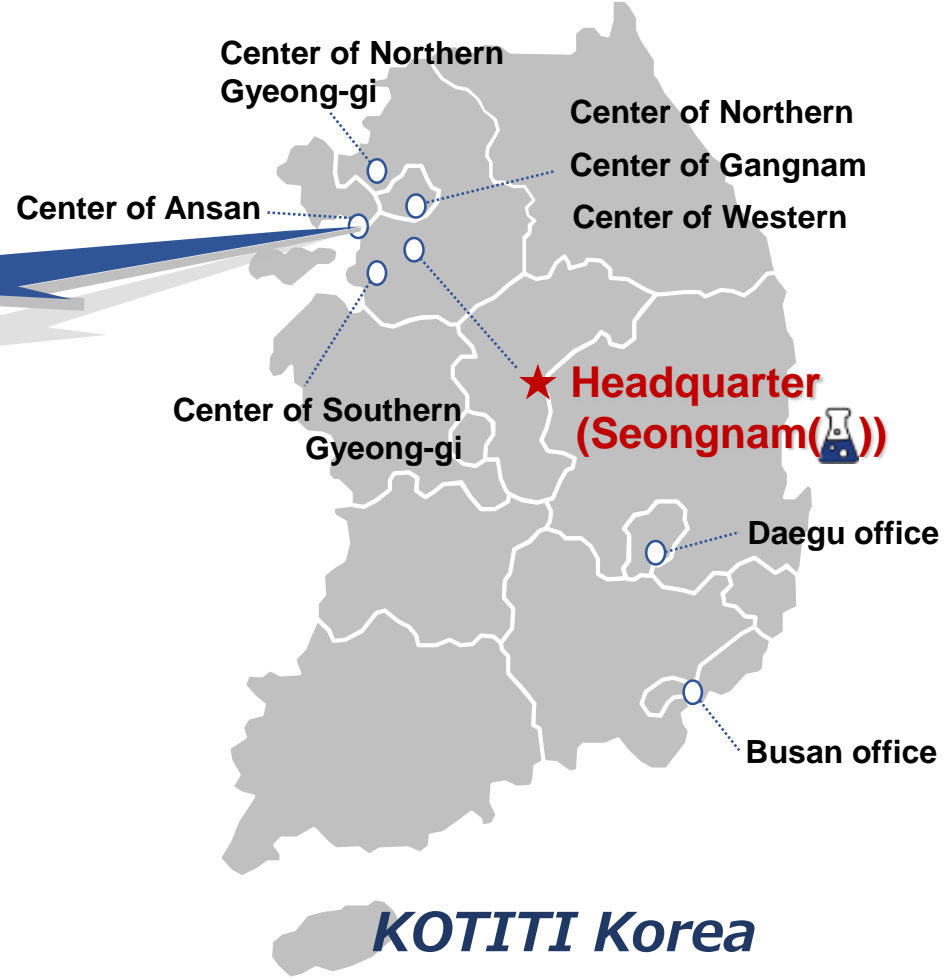 Center of Northern
Gyeong-gi
Center of Northern
Center of Gangnam
Center of Western
Center of Ansan
Headquarter
(Seongnam())
Center of Southern
Gyeong-gi
Daegu office
Busan office
KOTITI Korea